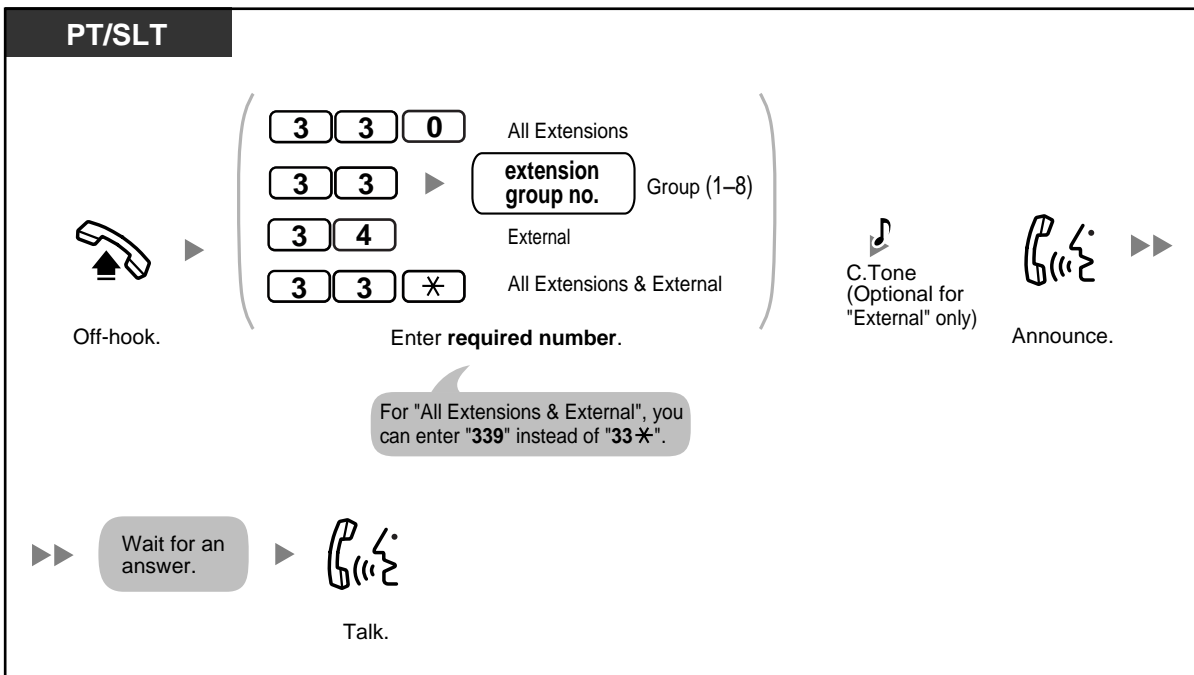 PT/SLT
3 3 0 All Extensions
3 3 extension
group no. Group (1–8)
3 4 External
3 3 ✳ All Extensions & External
Off-hook.
Enter required number.
For "All Extensions & External", you
can enter "339" instead of "33✳".
C.Tone
(Optional for
"External" only)
Announce.
Wait for an
answer.
Talk.